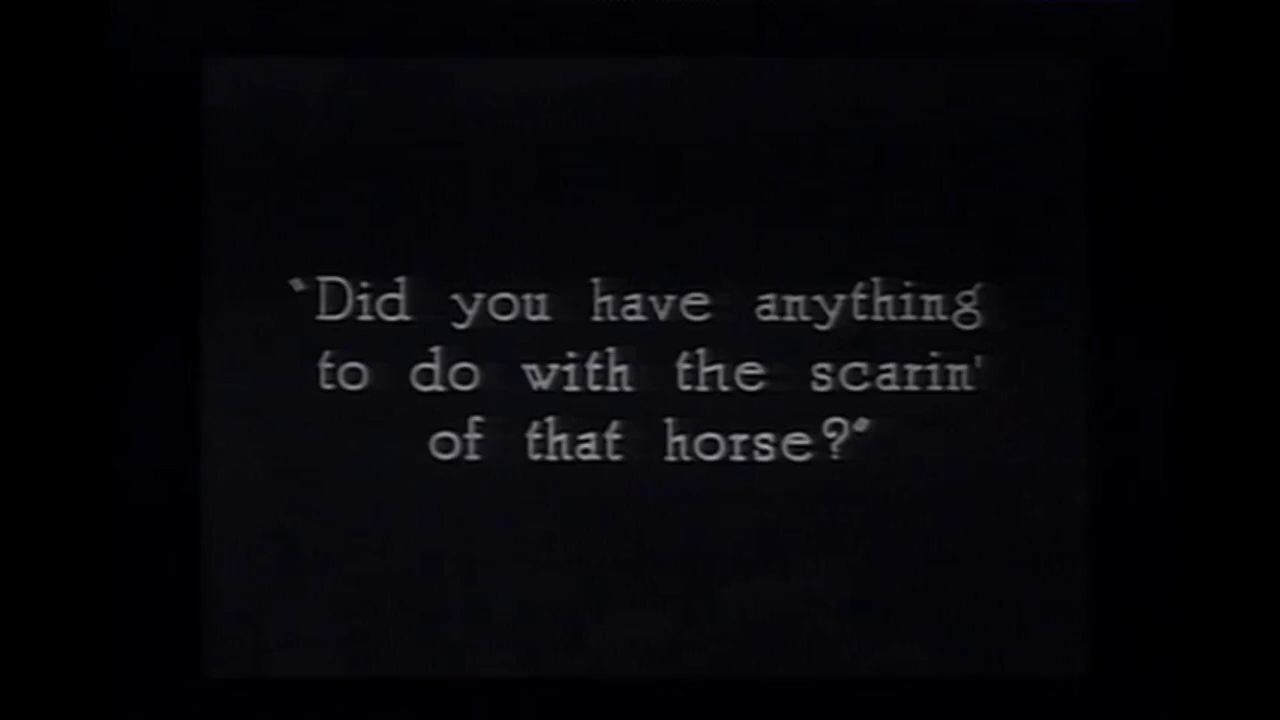 "Did you have anything
to do with the scarin'
of that horse?"